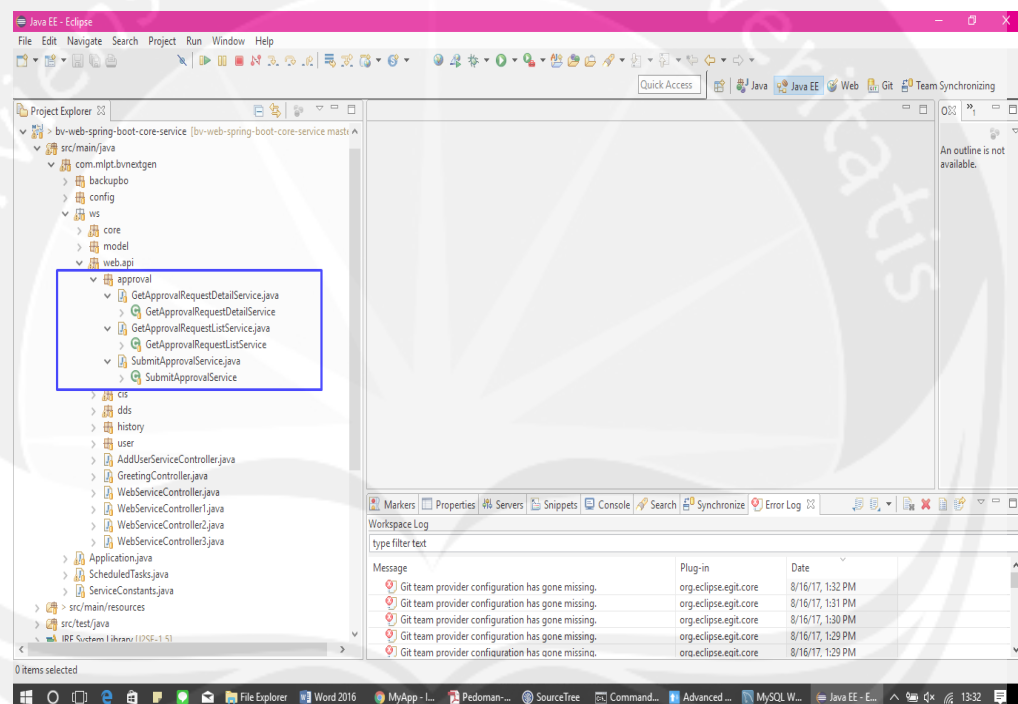 Java EE - Eclipse
File Edit Navigate Search Project Run Window Help
Quick Access Java Java EE Web Git Team Synchronizing
Project Explorer
> bv-web-spring-boot-core-service [bv-web-spring-boot-core-service mast
src/main/java
com.mlpt.bvnextgen
backupbo
config
ws
core
model
web.api
approval
GetApprovalRequestDetailService.java
GetApprovalRequestDetailService
GetApprovalRequestListService.java
GetApprovalRequestListService
SubmitApprovalService.java
SubmitApprovalService
cis
dds
history
user
AddUserServiceController.java
GreetingController.java
WebServiceController.java
WebServiceController1.java
WebServiceController2.java
WebServiceController3.java
Application.java
ScheduledTasks.java
ServiceConstants.java
> src/main/resources
src/test/java
JRE System Library [J2SE-1.5]
0 items selected
An outline is not
available.
Markers Properties Servers Snippets Console Search Synchronize Error Log
Workspace Log
type filter text
Message Plug-in Date
Git team provider configuration has gone missing. org.eclipse.egit.core 8/16/17, 1:32 PM
Git team provider configuration has gone missing. org.eclipse.egit.core 8/16/17, 1:31 PM
Git team provider configuration has gone missing. org.eclipse.egit.core 8/16/17, 1:30 PM
Git team provider configuration has gone missing. org.eclipse.egit.core 8/16/17, 1:29 PM
Git team provider configuration has gone missing. org.eclipse.egit.core 8/16/17, 1:29 PM
File Explorer Word 2016 MyApp - I... Pedoman-... SourceTree Command... Advanced ... MySQL W... Java EE - E... 13:32